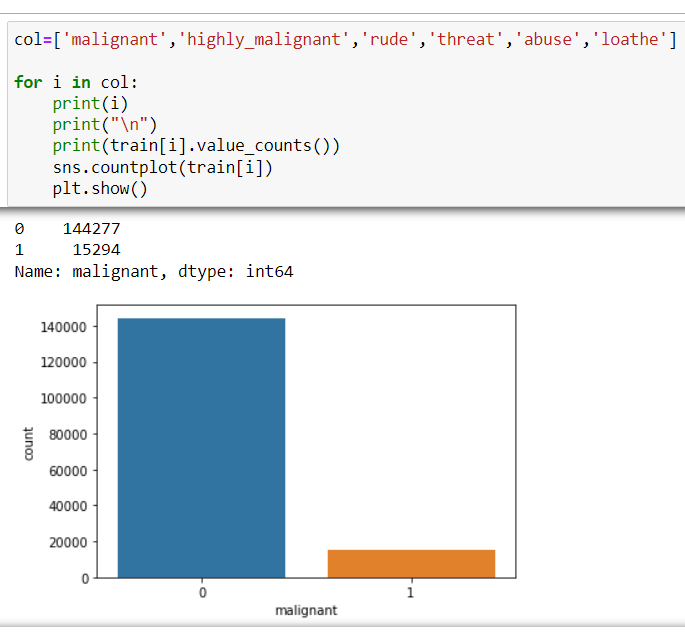 col=['malignant','highly_malignant','rude','threat','abuse','loathe']
for i in col:
    print(i)
    print("\n")
    print(train[i].value_counts())
    sns.countplot(train[i])
    plt.show()
0    144277
1     15294
Name: malignant, dtype: int64
140000
120000
100000
80000
60000
40000
20000
0
count
0 1
malignant